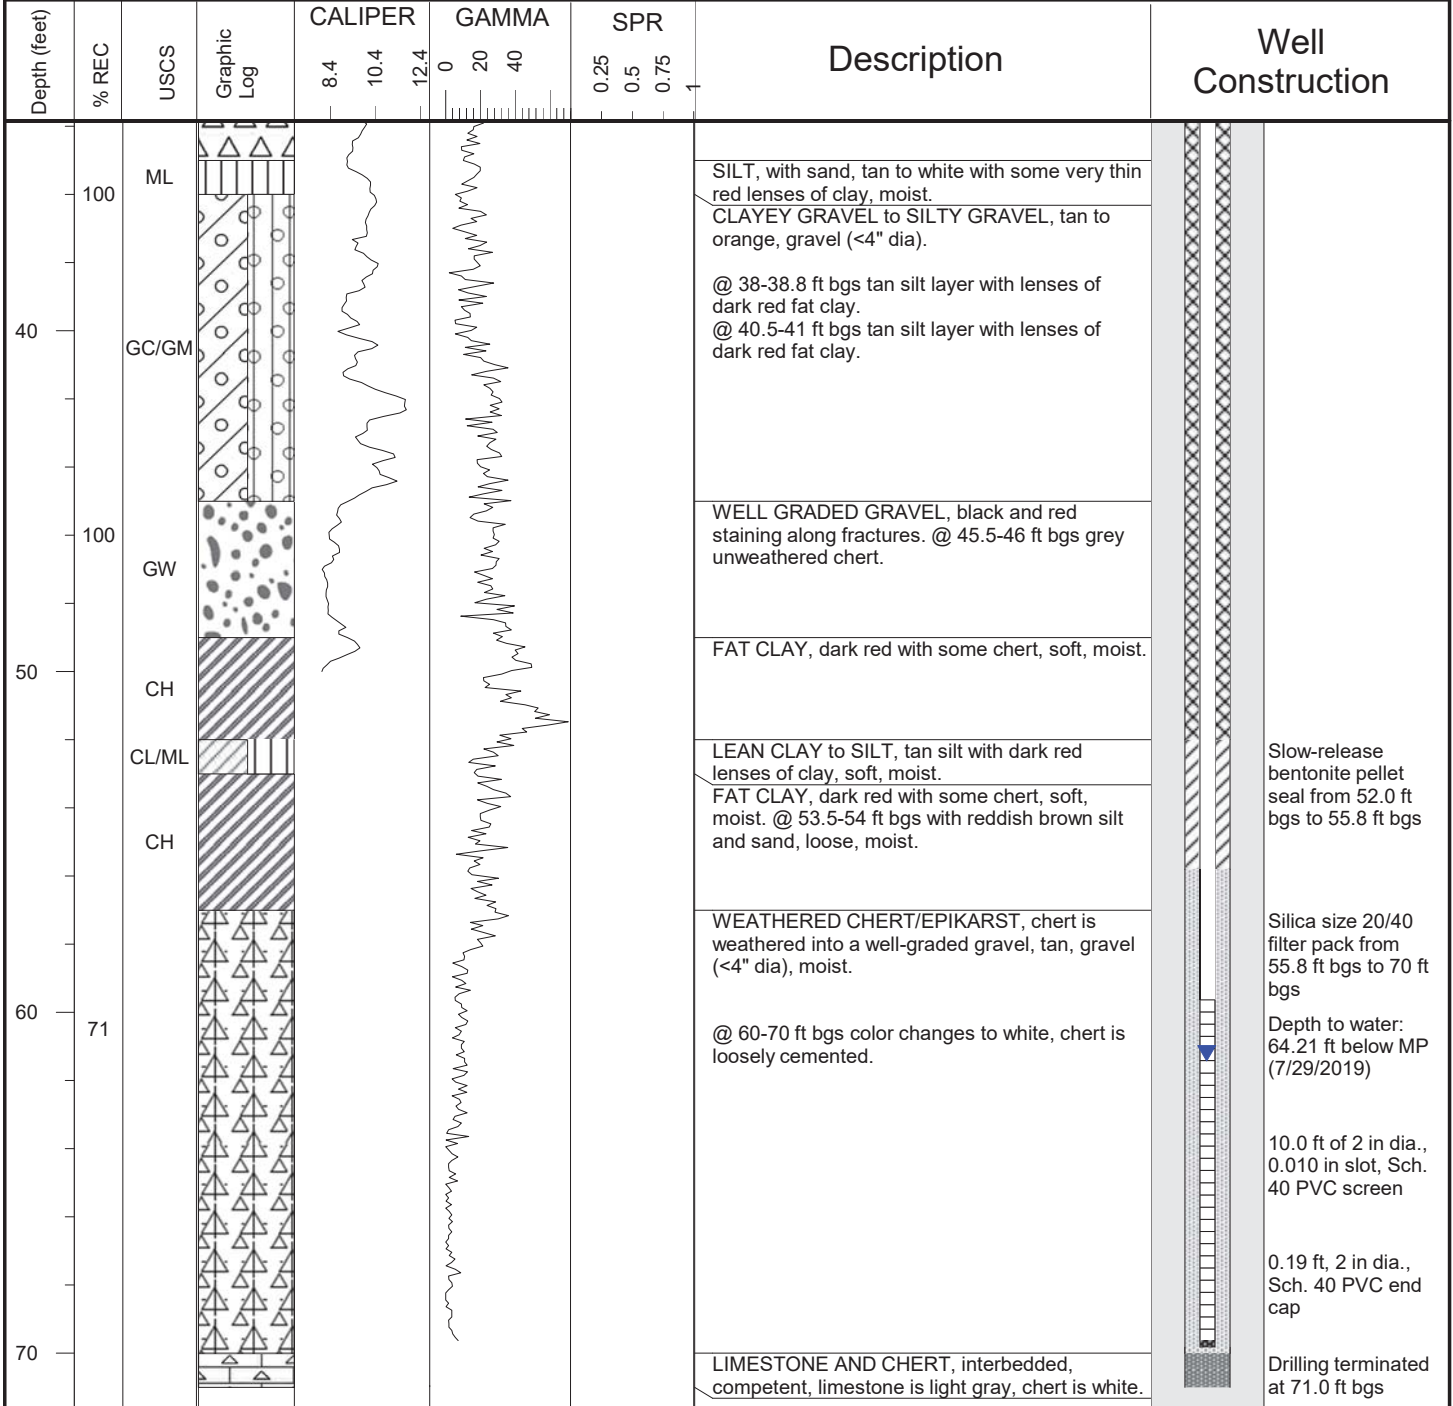 Depth (feet)
% REC
USCS
Graphic
Log
CALIPER
8.4
10.4
12.4
GAMMA
0
20
40
SPR
0.25
0.5
0.75
1
Description
Well
Construction
40
50
60
70
100
100
71
ML
GC/GM
GW
CH
CL/ML
CH
SILT, with sand, tan to white with some very thin
red lenses of clay, moist.
CLAYEY GRAVEL to SILTY GRAVEL, tan to
orange, gravel (<4" dia).
@ 38-38.8 ft bgs tan silt layer with lenses of
dark red fat clay.
@ 40.5-41 ft bgs tan silt layer with lenses of
dark red fat clay.
WELL GRADED GRAVEL, black and red
staining along fractures. @ 45.5-46 ft bgs grey
unweathered chert.
FAT CLAY, dark red with some chert, soft, moist.
LEAN CLAY to SILT, tan silt with dark red
lenses of clay, soft, moist.
FAT CLAY, dark red with some chert, soft,
moist. @ 53.5-54 ft bgs with reddish brown silt
and sand, loose, moist.
WEATHERED CHERT/EPIKARST, chert is
weathered into a well-graded gravel, tan, gravel
(<4" dia), moist.
@ 60-70 ft bgs color changes to white, chert is
loosely cemented.
LIMESTONE AND CHERT, interbedded,
competent, limestone is light gray, chert is white.
Slow-release
bentonite pellet
seal from 52.0 ft
bgs to 55.8 ft bgs
Silica size 20/40
filter pack from
55.8 ft bgs to 70 ft
bgs
Depth to water:
64.21 ft below MP
(7/29/2019)
10.0 ft of 2 in dia.,
0.010 in slot, Sch.
40 PVC screen
0.19 ft, 2 in dia.,
Sch. 40 PVC end
cap
Drilling terminated
at 71.0 ft bgs